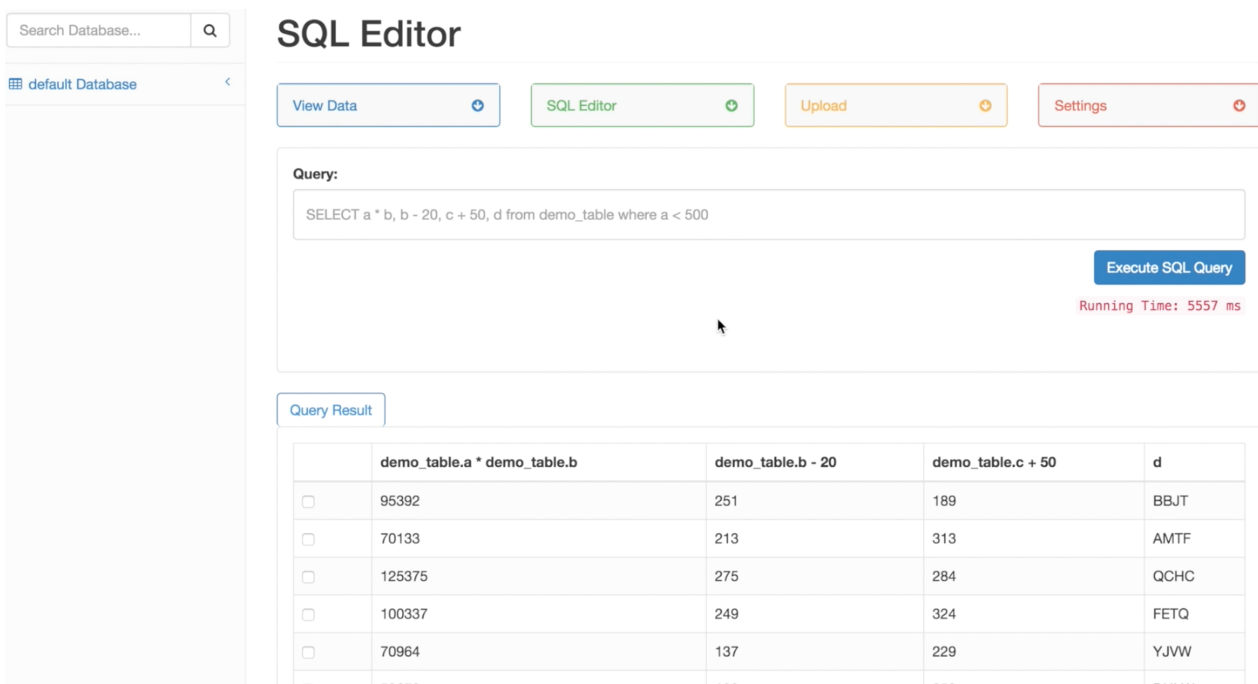 Search Database...
SQL Editor
default Database
View Data
SQL Editor
Upload
Settings
Query:
SELECT a * b, b - 20, c + 50, d from demo_table where a < 500
Execute SQL Query
Running Time: 5557 ms
Query Result
demo_table.a * demo_table.b demo_table.b - 20 demo_table.c + 50 d
95392 251 189 BBJT
70133 213 313 AMTF
125375 275 284 QCHC
100337 249 324 FETQ
70964 137 229 YJVW